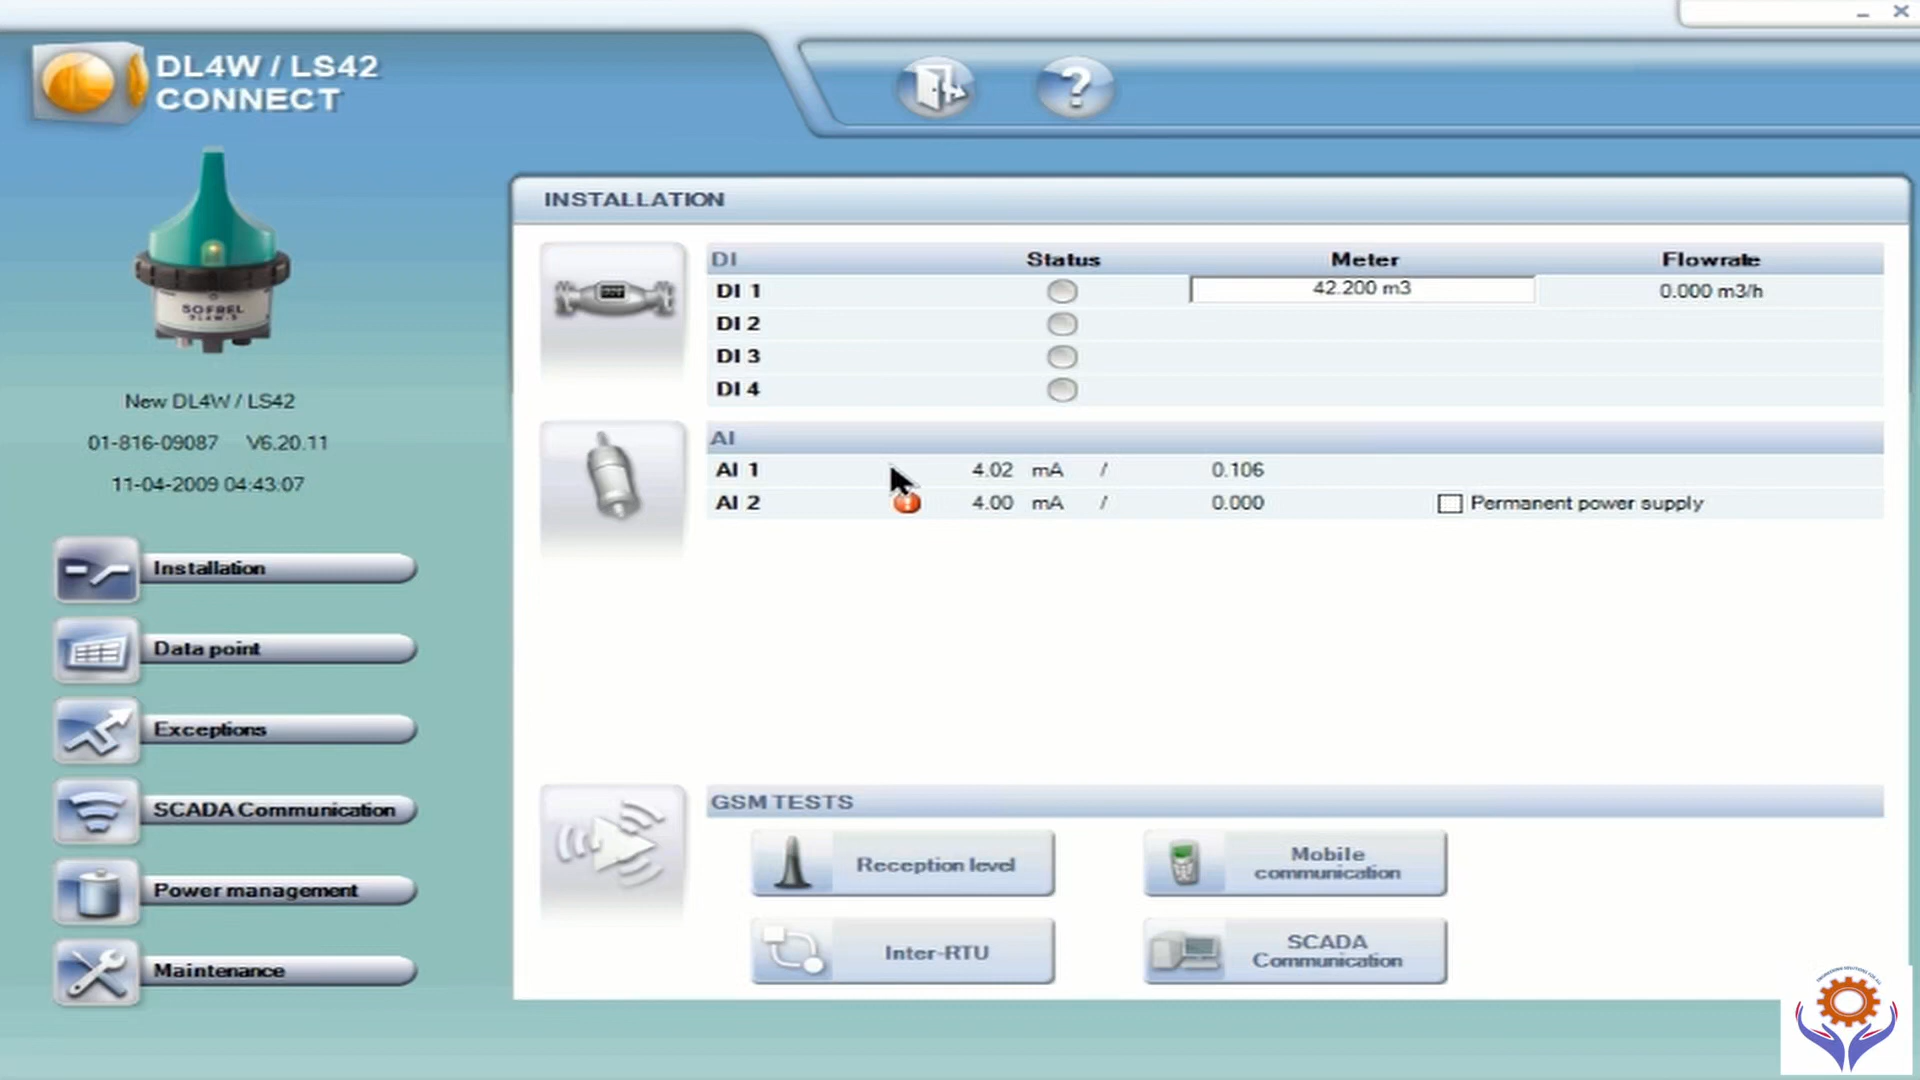 DL4W / LS42
CONNECT
?
SOFREL
New DL4W / LS42
01-816-09087 V6.20.11
11-04-2009 04:43:07
Installation
Data point
Exceptions
SCADA Communication
Power management
Maintenance
INSTALLATION
DI Status Meter Flowrate
DI 1 42.200 m3 0.000 m3/h
DI 2
DI 3
DI 4
AI
AI 1 4.02 mA / 0.106
AI 2 4.00 mA / 0.000 Permanent power supply
GSM TESTS
Reception level
Mobile
communication
Inter-RTU
SCADA
Communication